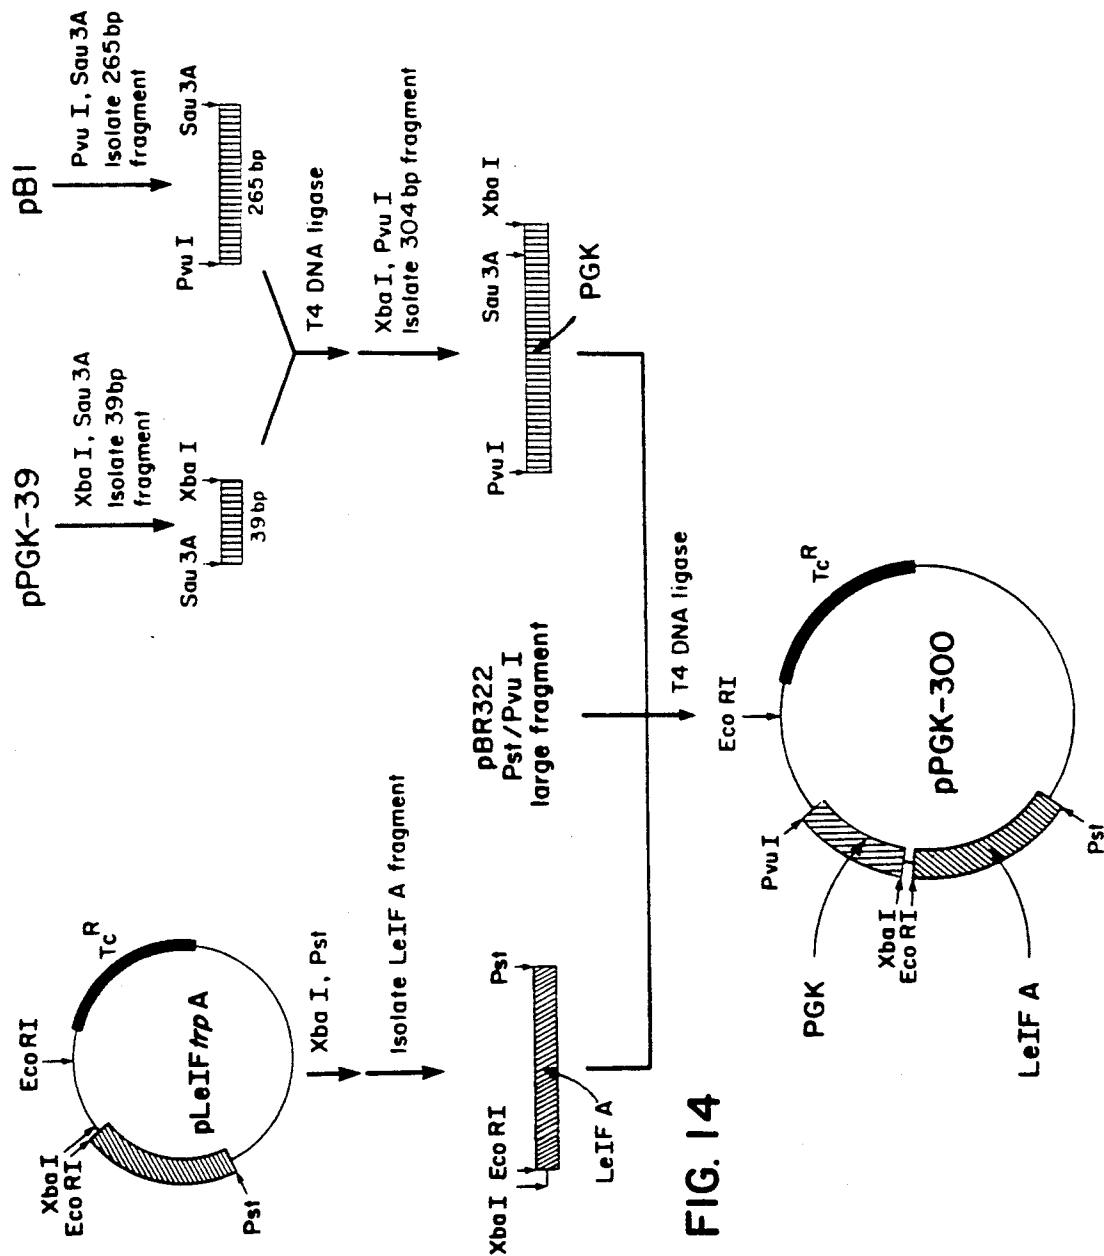 pPGK-39
Xba I, Sau 3A
Isolate 39bp
fragment
Sau 3A
Xba I
39 bp
pB1
Pvu I, Sau 3A
Isolate 265bp
fragment
Pvu I
Sau 3A
265 bp
T4 DNA ligase
Xba I, Pvu I
Isolate 304 bp fragment
Pvu I
Sau 3A
Xba I
PGK
Xba I
Eco RI
Eco RI
Tc R
pLeIF trp A
Pst
Xba I, Pst
Isolate LeIF A fragment
Xba I
Eco RI
Pst
LeIF A
pBR322
Pst/Pvu I
large fragment
T4 DNA ligase
Eco RI
Tc R
Pvu I
PGK
Xba I
Eco RI
pPGK-300
LeIF A
Pst
FIG. 14